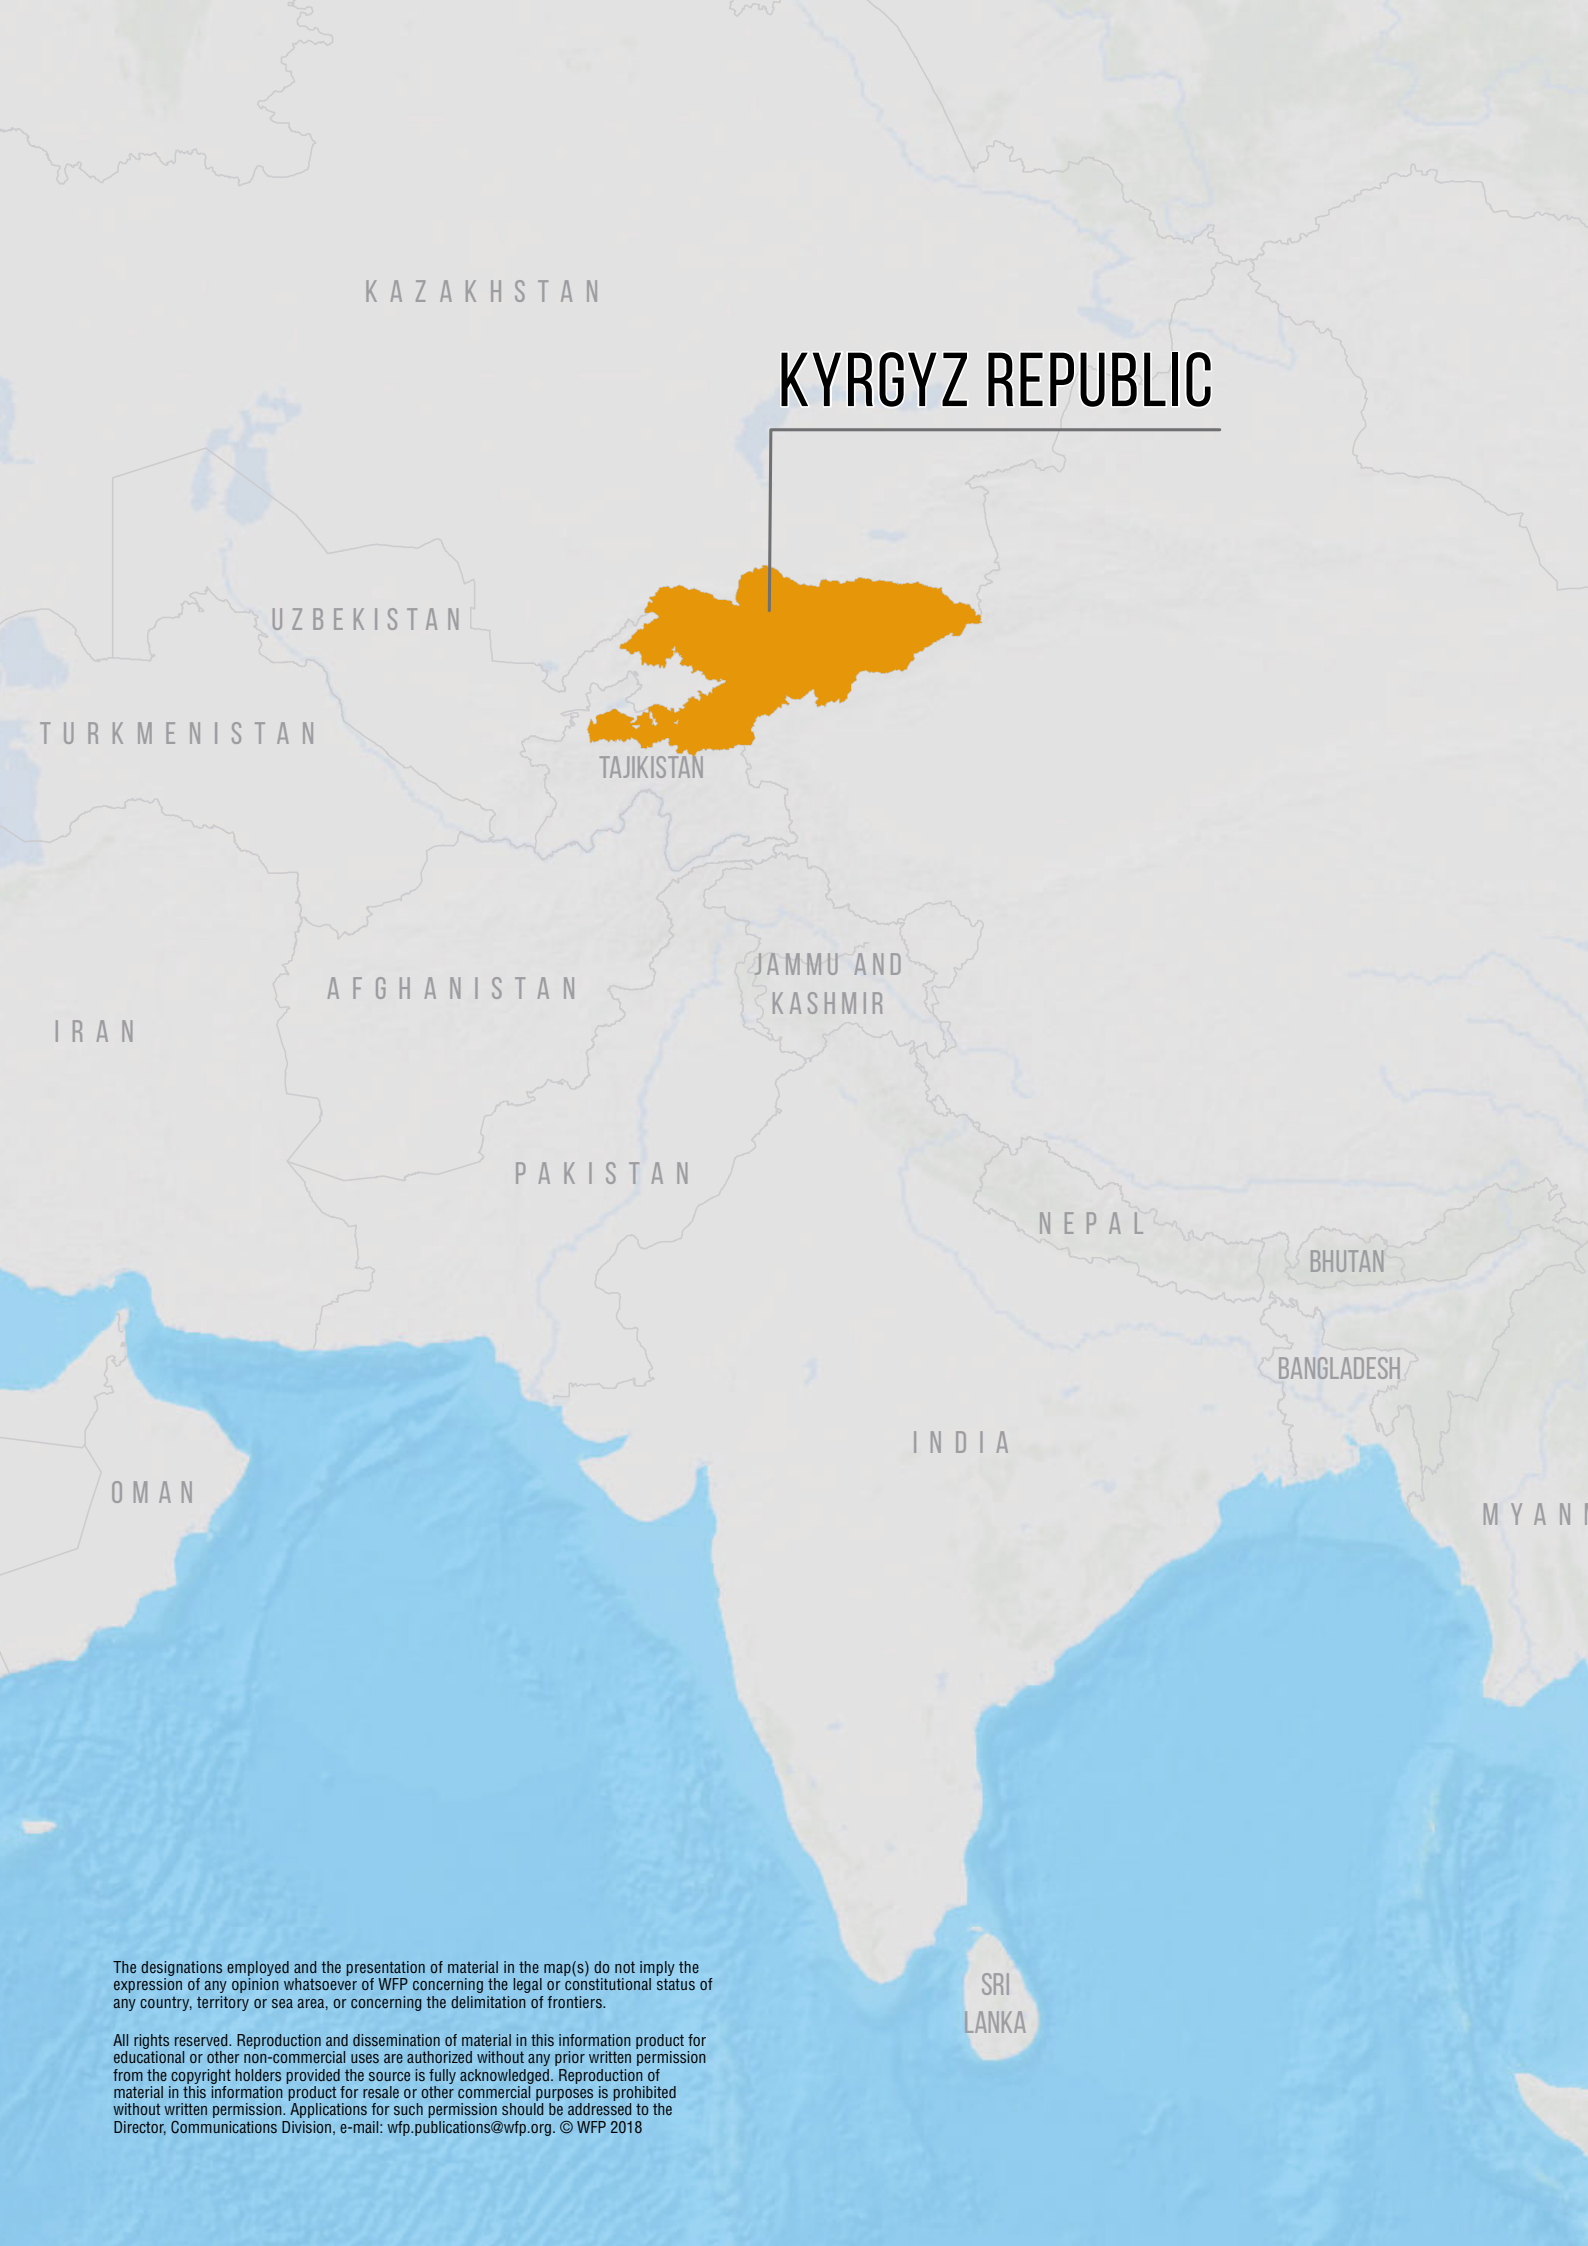 KAZAKHSTAN
KYRGYZ REPUBLIC
UZBEKISTAN
TURKMENISTAN
TAJIKISTAN
JAMMU AND
KASHMIR
AFGHANISTAN
IRAN
PAKISTAN
NEPAL
BHUTAN
BANGLADESH
INDIA
OMAN
MYAN
SRI
LANKA
The designations employed and the presentation of material in the map(s) do not imply the
expression of any opinion whatsoever of WFP concerning the legal or constitutional status of
any country, territory or sea area, or concerning the delimitation of frontiers.
All rights reserved. Reproduction and dissemination of material in this information product for
educational or other non-commercial uses are authorized without any prior written permission
from the copyright holders provided the source is fully acknowledged. Reproduction of
material in this information product for resale or other commercial purposes is prohibited
without written permission. Applications for such permission should be addressed to the
Director, Communications Division, e-mail: wfp.publications@wfp.org. © WFP 2018